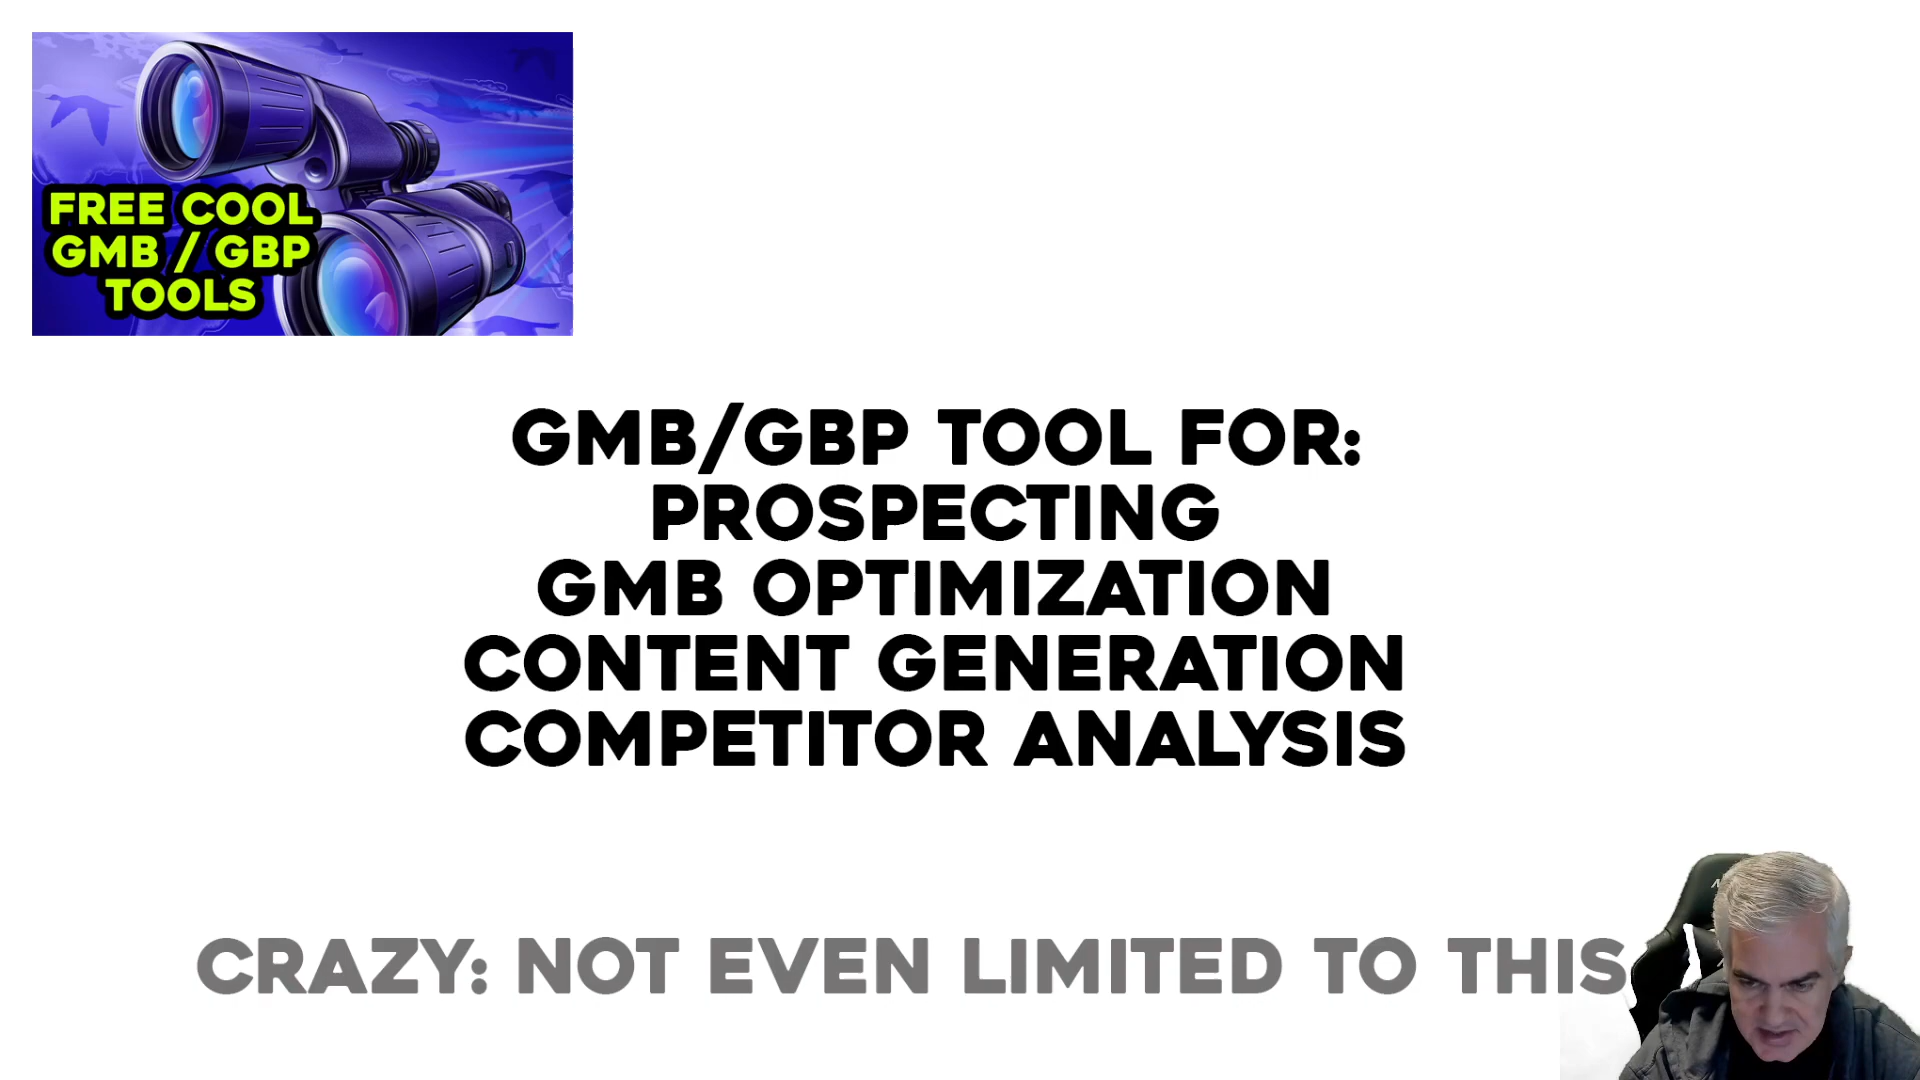 FREE COOL
GMB / GBP
TOOLS
GMB/GBP TOOL FOR:
PROSPECTING
GMB OPTIMIZATION
CONTENT GENERATION
COMPETITOR ANALYSIS
CRAZY: NOT EVEN LIMITED TO THIS